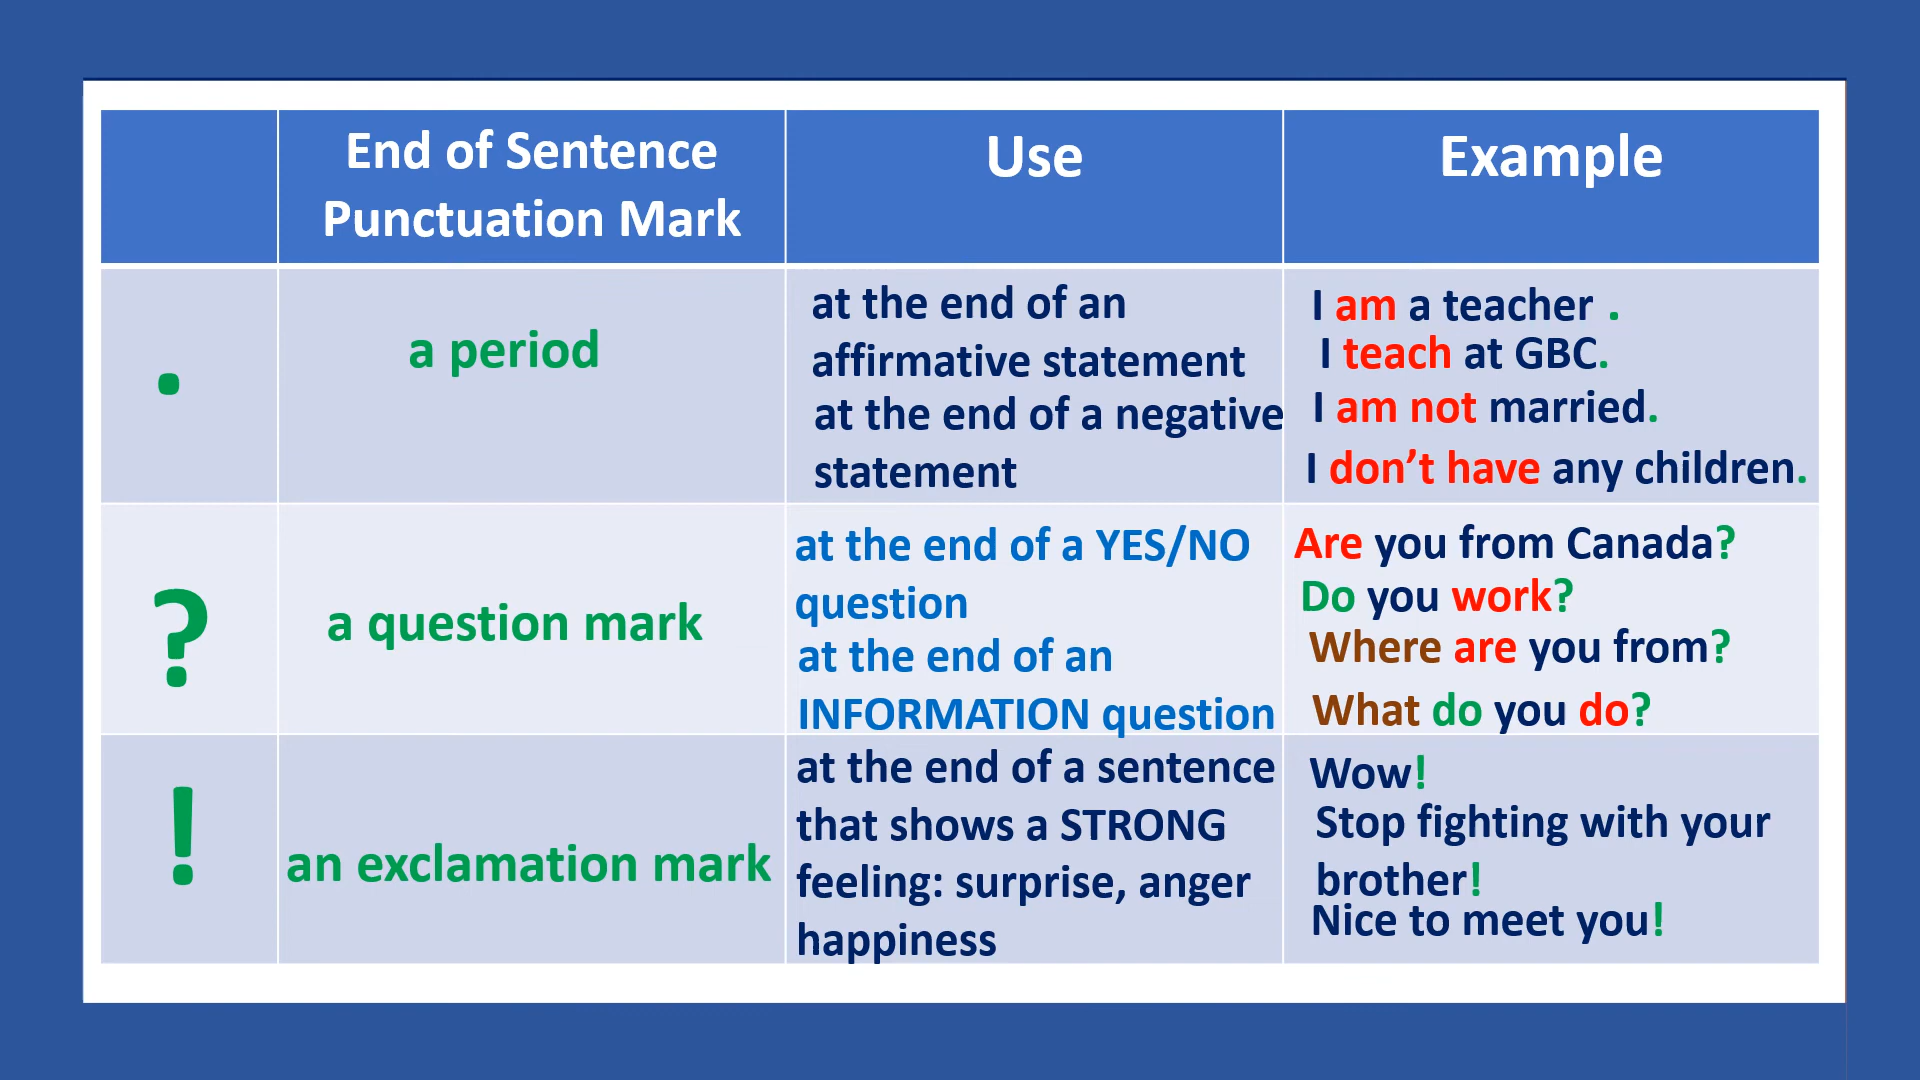 End of Sentence
Punctuation Mark
Use
Example
.
a period
at the end of an
affirmative statement
at the end of a negative
statement
I am a teacher .
I teach at GBC.
I am not married.
I don’t have any children.
?
a question mark
at the end of a YES/NO
question
at the end of an
INFORMATION question
Are you from Canada?
Do you work?
Where are you from?
What do you do?
!
an exclamation mark
at the end of a sentence
that shows a STRONG
feeling: surprise, anger
happiness
Wow!
Stop fighting with your
brother!
Nice to meet you!